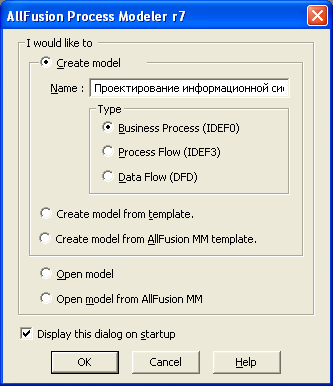 AllFusion Process Modeler r7
I would like to
Create model
Name : Проектирование информационной сис
Type
Business Process (IDEF0)
Process Flow (IDEF3)
Data Flow (DFD)
Create model from template.
Create model from AllFusion MM template.
Open model
Open model from AllFusion MM
Display this dialog on startup
OK Cancel Help